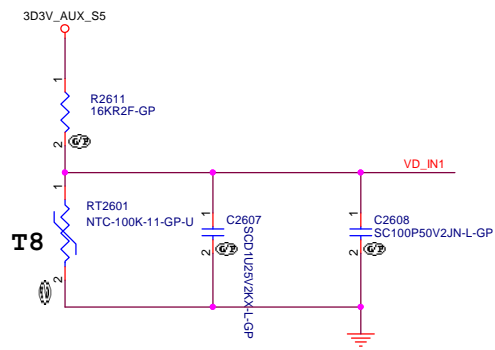 3D3V_AUX_S5
1
R2611
16KR2F-GP
2
G/P
VD_IN1
1
RT2601
NTC-100K-11-GP-U
T8
2
1
C2607
SCD1U25V2KX-L-GP
2
G/P
1
C2608
SC100P50V2JN-L-GP
2
G/P